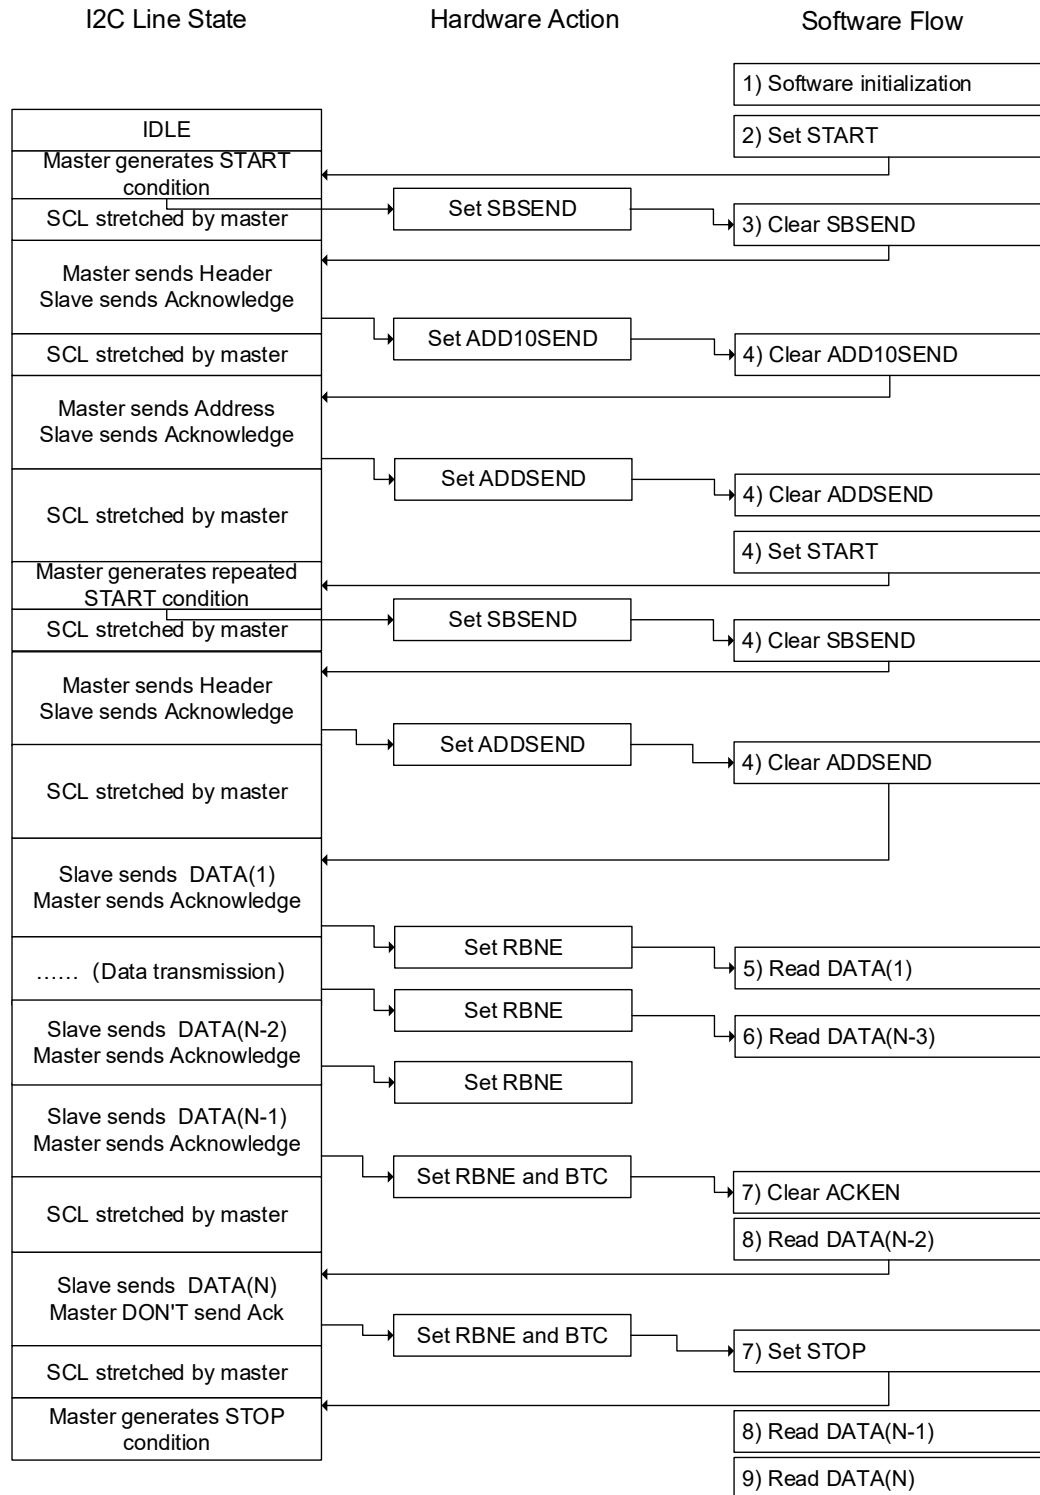 I2C Line State
Hardware Action
Software Flow
1) Software initialization
IDLE
2) Set START
Master generates START
condition
SCL stretched by master
Set SBSEND
3) Clear SBSEND
Master sends Header
Slave sends Acknowledge
Set ADD10SEND
SCL stretched by master
4) Clear ADD10SEND
Master sends Address
Slave sends Acknowledge
Set ADDSEND
4) Clear ADDSEND
SCL stretched by master
4) Set START
Master generates repeated
START condition
SCL stretched by master
Set SBSEND
4) Clear SBSEND
Master sends Header
Slave sends Acknowledge
Set ADDSEND
4) Clear ADDSEND
SCL stretched by master
Slave sends  DATA(1)
Master sends Acknowledge
Set RBNE
5) Read DATA(1)
...... (Data transmission)
Set RBNE
6) Read DATA(N-3)
Slave sends  DATA(N-2)
Master sends Acknowledge
Set RBNE
Slave sends  DATA(N-1)
Master sends Acknowledge
Set RBNE and BTC
7) Clear ACKEN
SCL stretched by master
8) Read DATA(N-2)
Slave sends  DATA(N)
Master DON'T send Ack
Set RBNE and BTC
7) Set STOP
SCL stretched by master
Master generates STOP
condition
8) Read DATA(N-1)
9) Read DATA(N)